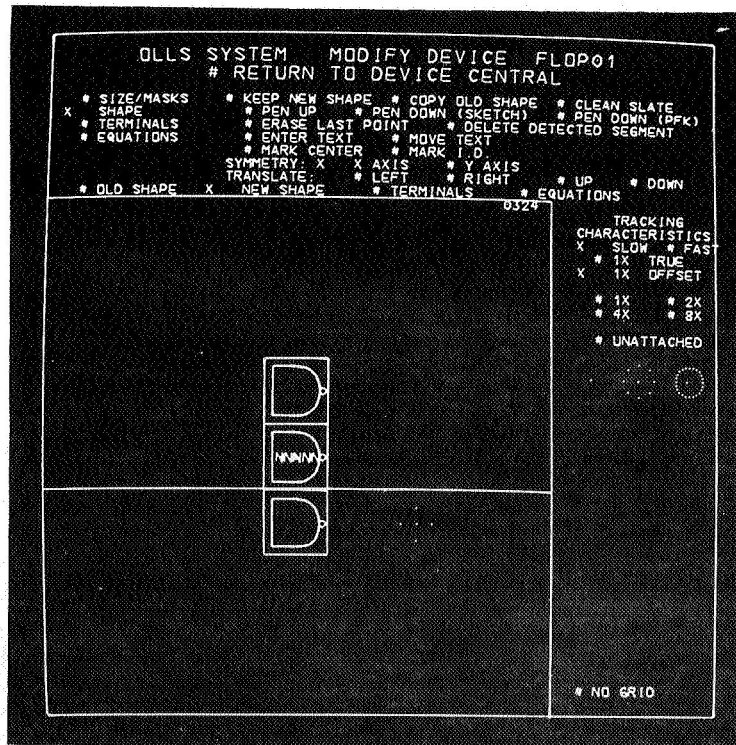 OLLS SYSTEM MODIFY DEVICE FLOP01
# RETURN TO DEVICE CENTRAL
# SIZE/MASKS # KEEP NEW SHAPE # COPY OLD SHAPE # CLEAN SLATE
X SHAPE # PEN UP # PEN DOWN (SKETCH) # PEN DOWN (PFK)
# TERMINALS # ERASE LAST POINT # DELETE DETECTED SEGMENT
# EQUATIONS # ENTER TEXT # MOVE TEXT
# MARK CENTER # MARK I.D.
SYMMETRY: X X AXIS # Y AXIS
TRANSLATE: # LEFT # RIGHT # UP # DOWN
# OLD SHAPE X NEW SHAPE # TERMINALS # EQUATIONS
0324
TRACKING
CHARACTERISTICS
X SLOW # FAST
# 1X TRUE
X 1X OFFSET
# 1X # 2X
# 4X # 8X
# UNATTACHED
NNNNN
# NO GRID